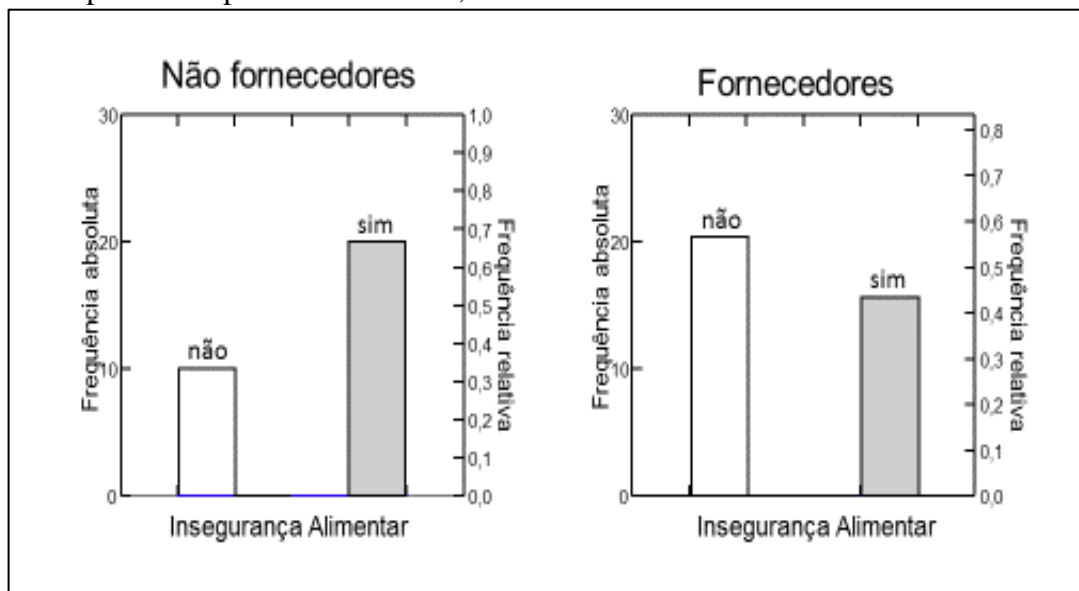 Não fornecedores
30
20
10
0
Frequência absoluta
não
sim
1,0
0,9
0,8
0,7
0,6
0,5
0,4
0,3
0,2
0,1
0,0
Frequência relativa
Insegurança Alimentar
Fornecedores
30
20
10
0
Frequência absoluta
não
sim
0,8
0,7
0,6
0,5
0,4
0,3
0,2
0,1
0,0
Frequência relativa
Insegurança Alimentar